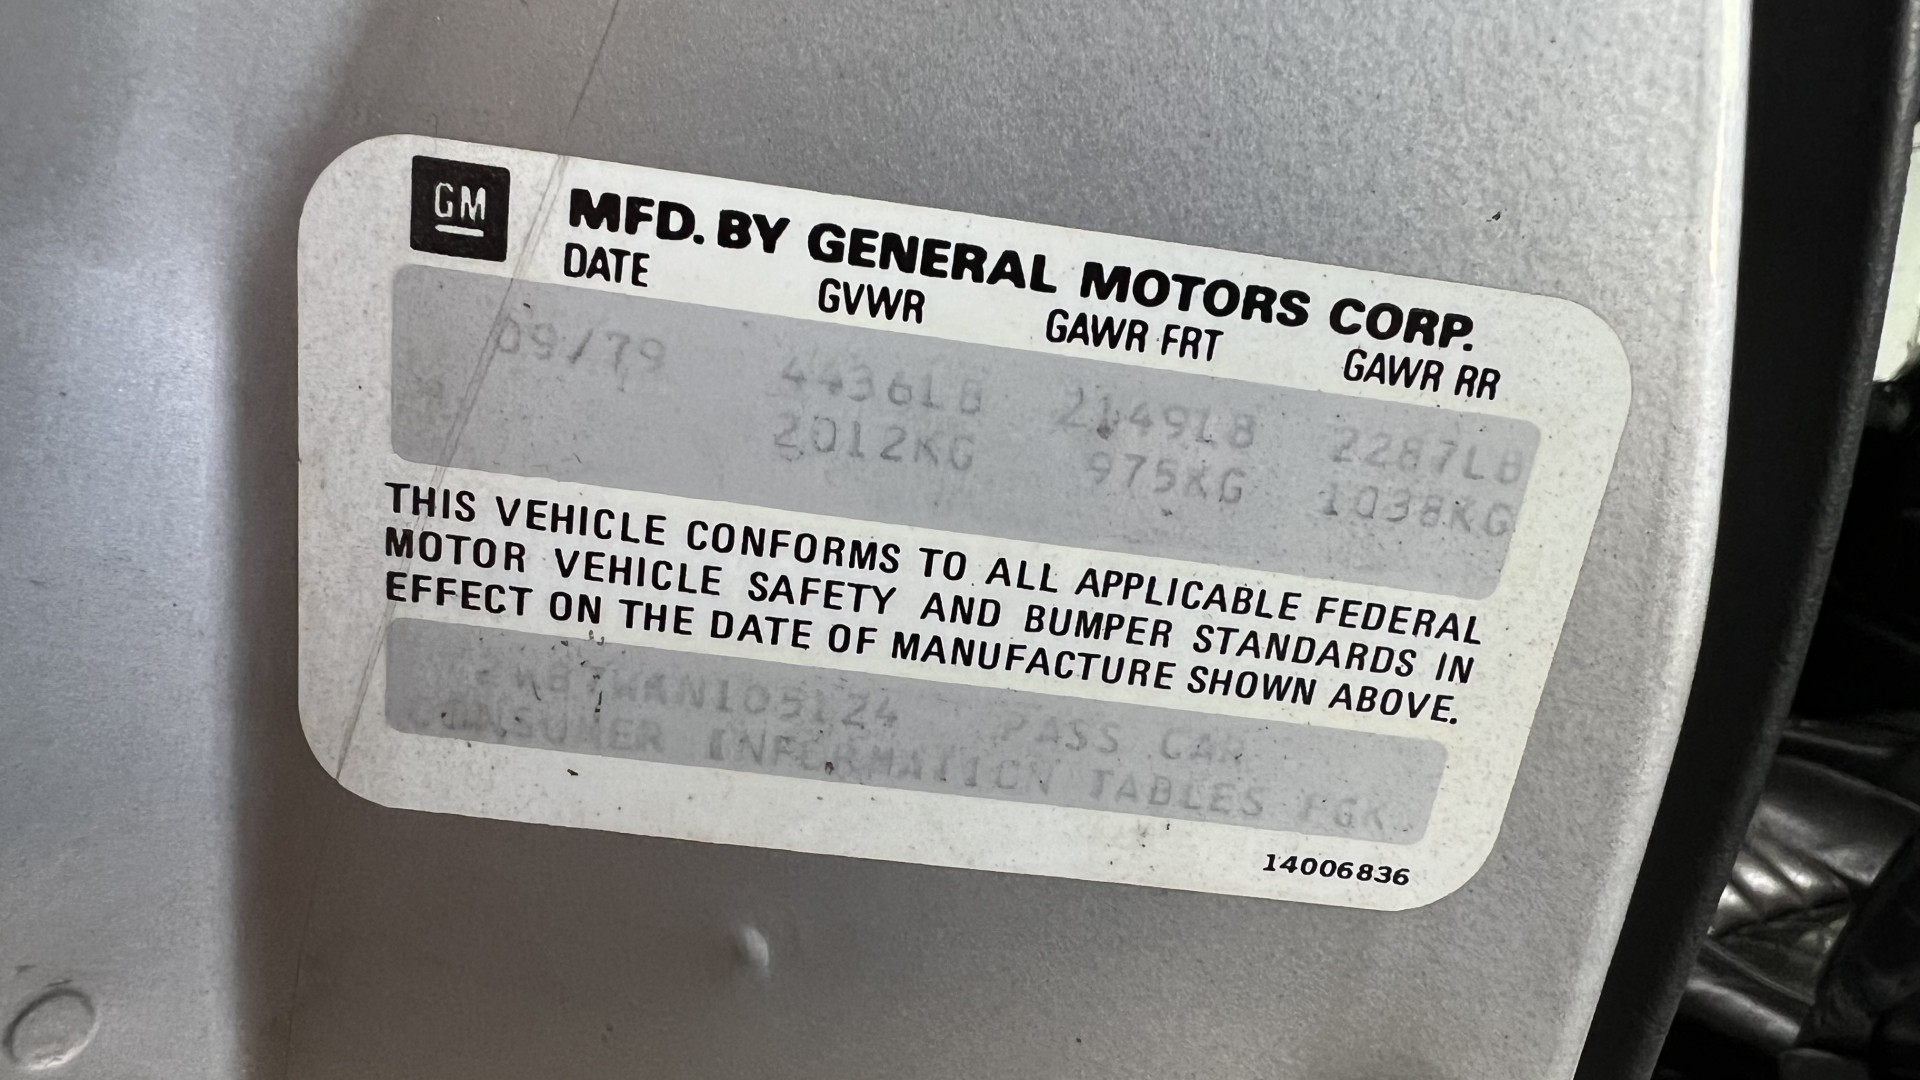 GM
MFD. BY GENERAL MOTORS CORP.
DATE GVWR GAWR FRT GAWR RR
09/79 4436LB 2149LB 2287LB
2012KG 975KG 1038KG
THIS VEHICLE CONFORMS TO ALL APPLICABLE FEDERAL
MOTOR VEHICLE SAFETY AND BUMPER STANDARDS IN
EFFECT ON THE DATE OF MANUFACTURE SHOWN ABOVE.
PASS CAR
CONSUMER INFORMATION TABLES
14006836